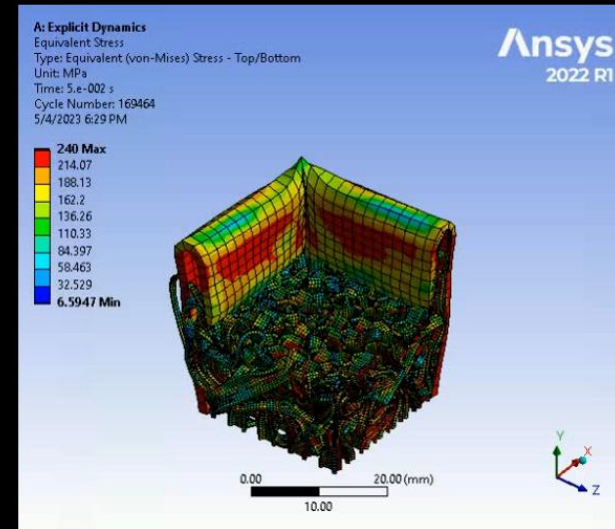 A: Explicit Dynamics
Equivalent Stress
Type: Equivalent (von-Mises) Stress - Top/Bottom
Unit: MPa
Time: 5.e-002 s
Cycle Number: 169464
5/4/2023 6:29 PM
Ansys
2022 R1
240 Max
214.07
188.13
162.2
136.26
110.33
84.397
58.463
32.529
6.5947 Min
0.00
20.00 (mm)
10.00
Y
X
Z